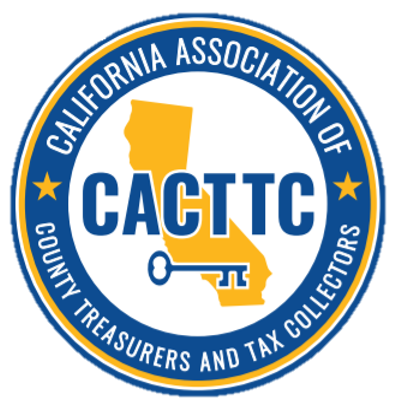 CALIFORNIA ASSOCIATION OF
CACTTC
COUNTY TREASURERS AND TAX COLLECTORS